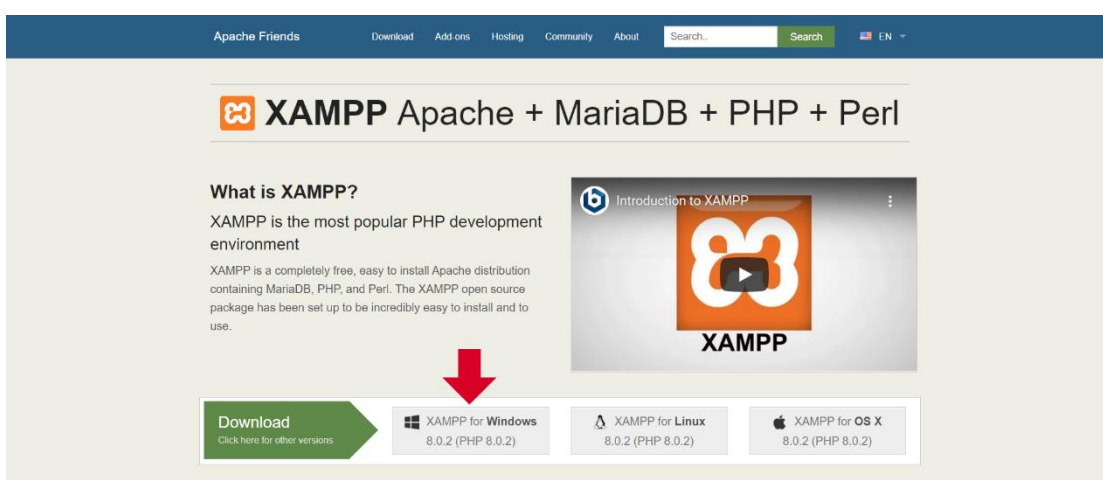 Apache Friends Download Add-ons Hosting Community About Search.. Search EN
XAMPP Apache + MariaDB + PHP + Perl
What is XAMPP?
XAMPP is the most popular PHP development
environment
XAMPP is a completely free, easy to install Apache distribution
containing MariaDB, PHP, and Perl. The XAMPP open source
package has been set up to be incredibly easy to install and to
use.
Introduction to XAMPP
XAMPP
Download
Click here for other versions
XAMPP for Windows
8.0.2 (PHP 8.0.2)
XAMPP for Linux
8.0.2 (PHP 8.0.2)
XAMPP for OS X
8.0.2 (PHP 8.0.2)